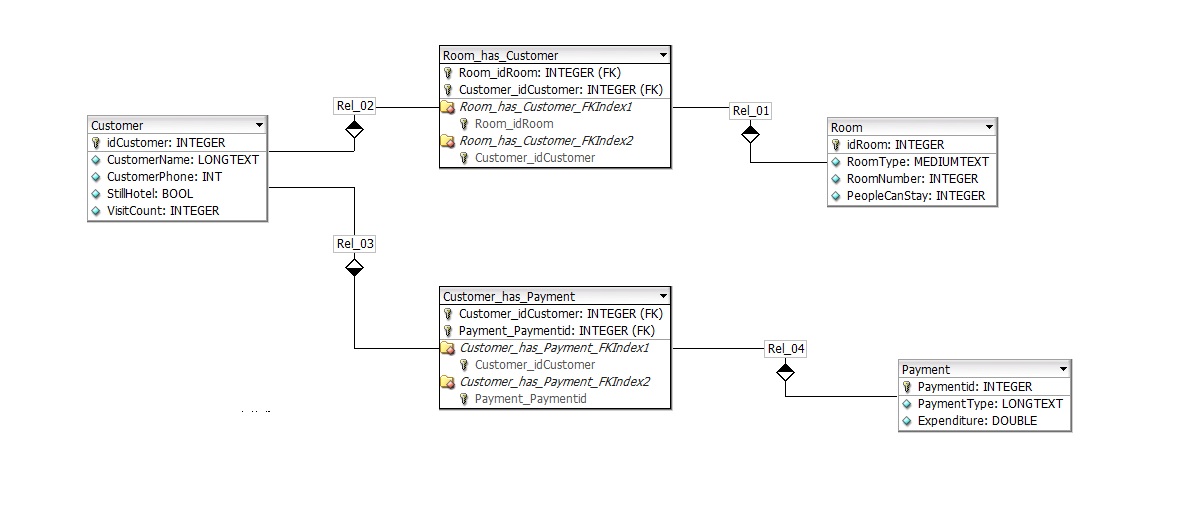 Room_has_Customer
Room_idRoom: INTEGER (FK)
Customer_idCustomer: INTEGER (FK)
Room_has_Customer_FKIndex1
Room_idRoom
Room_has_Customer_FKIndex2
Customer_idCustomer
Rel_02
Rel_01
Customer
idCustomer: INTEGER
CustomerName: LONGTEXT
CustomerPhone: INT
StillHotel: BOOL
VisitCount: INTEGER
Room
idRoom: INTEGER
RoomType: MEDIUMTEXT
RoomNumber: INTEGER
PeopleCanStay: INTEGER
Rel_03
Customer_has_Payment
Customer_idCustomer: INTEGER (FK)
Payment_Paymentid: INTEGER (FK)
Customer_has_Payment_FKIndex1
Customer_idCustomer
Customer_has_Payment_FKIndex2
Payment_Paymentid
Rel_04
Payment
Paymentid: INTEGER
PaymentType: LONGTEXT
Expenditure: DOUBLE